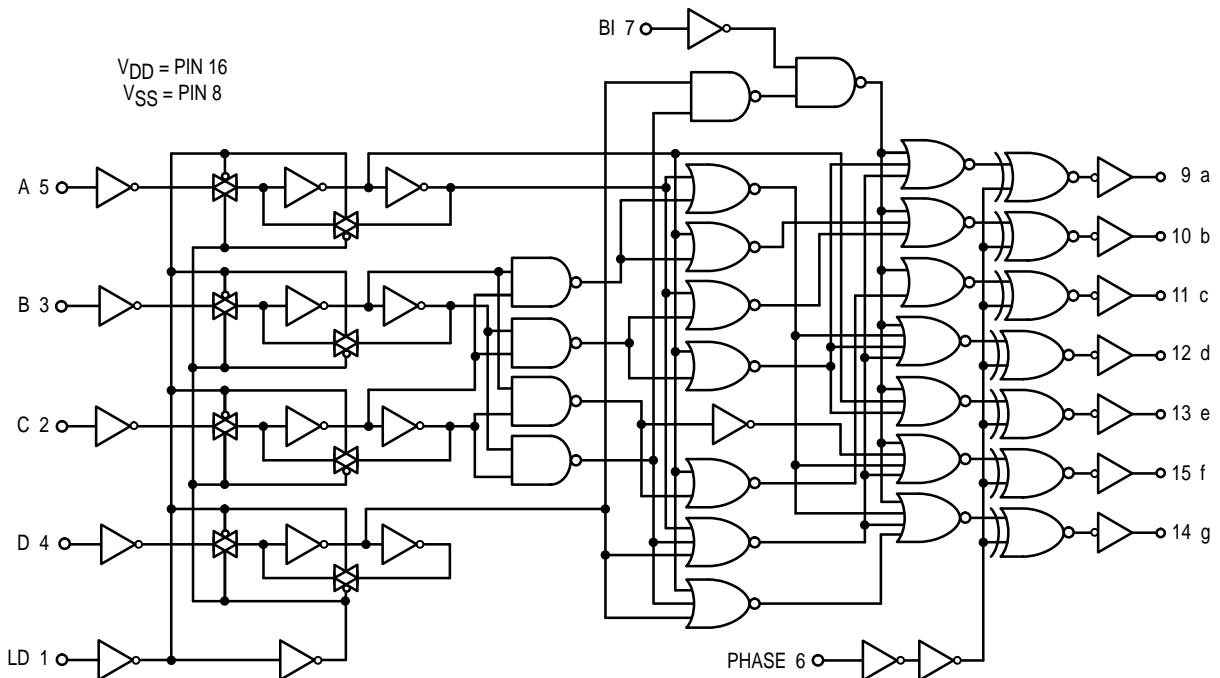 BI 7
VDD = PIN 16
VSS = PIN 8
A 5
9 a
10 b
B 3
11 c
12 d
C 2
13 e
15 f
D 4
14 g
LD 1
PHASE 6